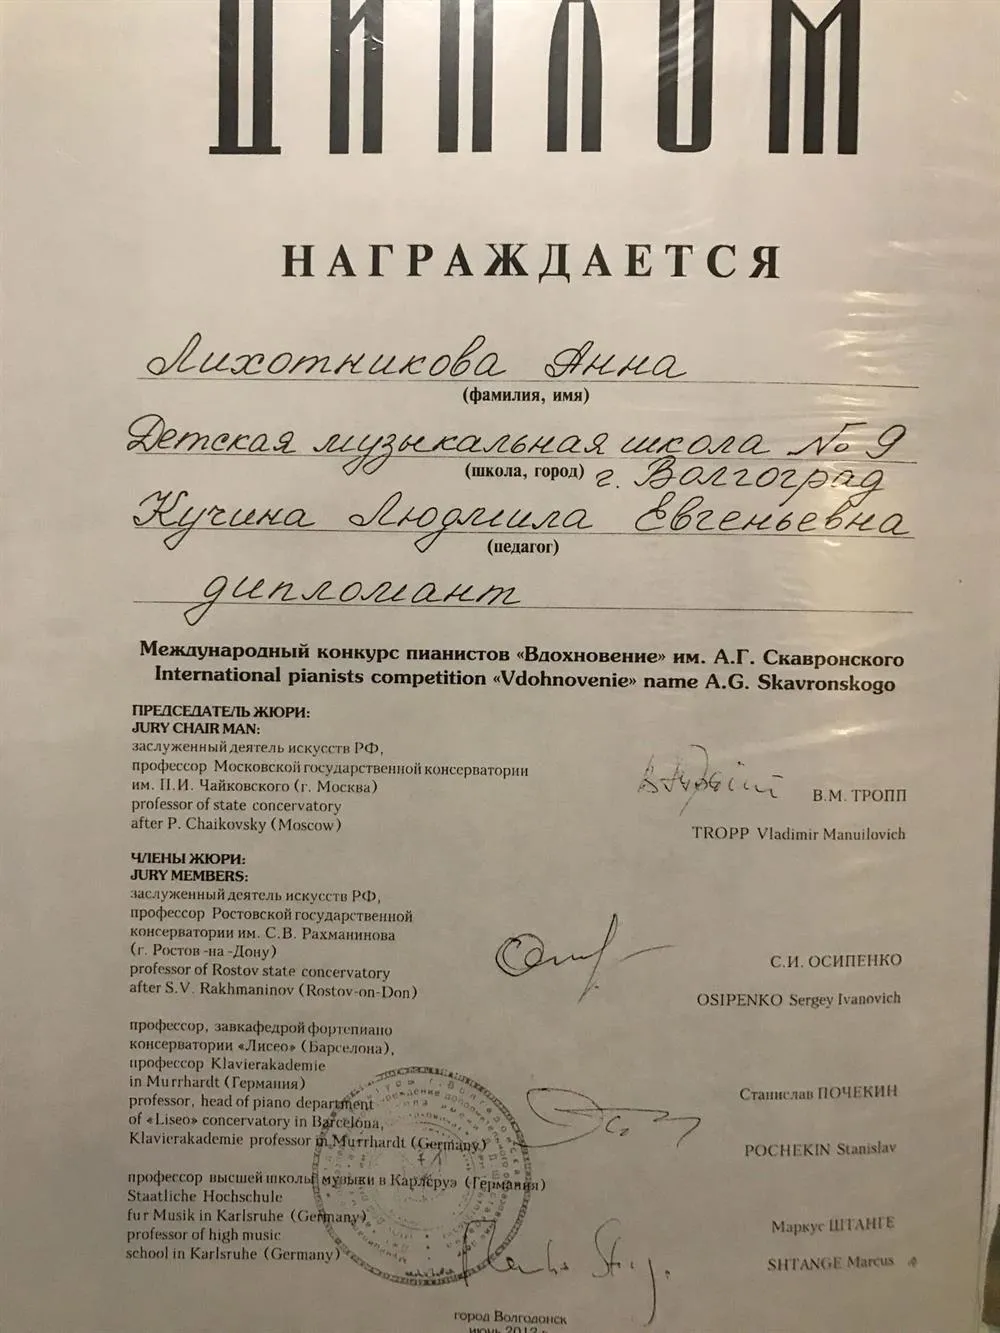 ДИПЛОМ
НАГРАЖДАЕТСЯ
Лихотникова Анна
(фамилия, имя)
Детская музыкальная школа № 9
(школа, город) г. Волгоград
Кучина Людмила Евгеньевна
(педагог)
дипломант
Международный конкурс пианистов «Вдохновение» им. А.Г. Скавронского
International pianists competition «Vdohnovenie» name A.G. Skavronskogo
ПРЕДСЕДАТЕЛЬ ЖЮРИ:
JURY CHAIR MAN:
заслуженный деятель искусств РФ,
профессор Московской государственной консерватории
им. П.И. Чайковского (г. Москва)
professor of state concervatory
after P. Chaikovsky (Moscow)
В.М. ТРОПП
TROPP Vladimir Manuilovich
ЧЛЕНЫ ЖЮРИ:
JURY MEMBERS:
заслуженный деятель искусств РФ,
профессор Ростовской государственной
консерватории им. С.В. Рахманинова
(г. Ростов -на -Дону)
professor of Rostov state concervatory
after S.V. Rakhmaninov (Rostov-on-Don)
С.И. ОСИПЕНКО
OSIPENKO Sergey Ivanovich
профессор, завкафедрой фортепиано
консерватории «Лисео» (Барселона),
профессор Klavierakademie
in Murrhardt (Германия)
professor, head of piano department
of «Liseo» concervatory in Barcelona,
Klavierakademie professor in Murrhardt (Germany)
Станислав ПОЧЕКИН
POCHEKIN Stanislav
профессор высшей школы музыки в Карлсруэ (Германия)
Staatliche Hochschule
fur Musik in Karlsruhe (Germany)
professor of high music
school in Karlsruhe (Germany)
Маркус ШТАНГЕ
SHTANGE Marcus
город Волгодонск
июнь 2012 г.